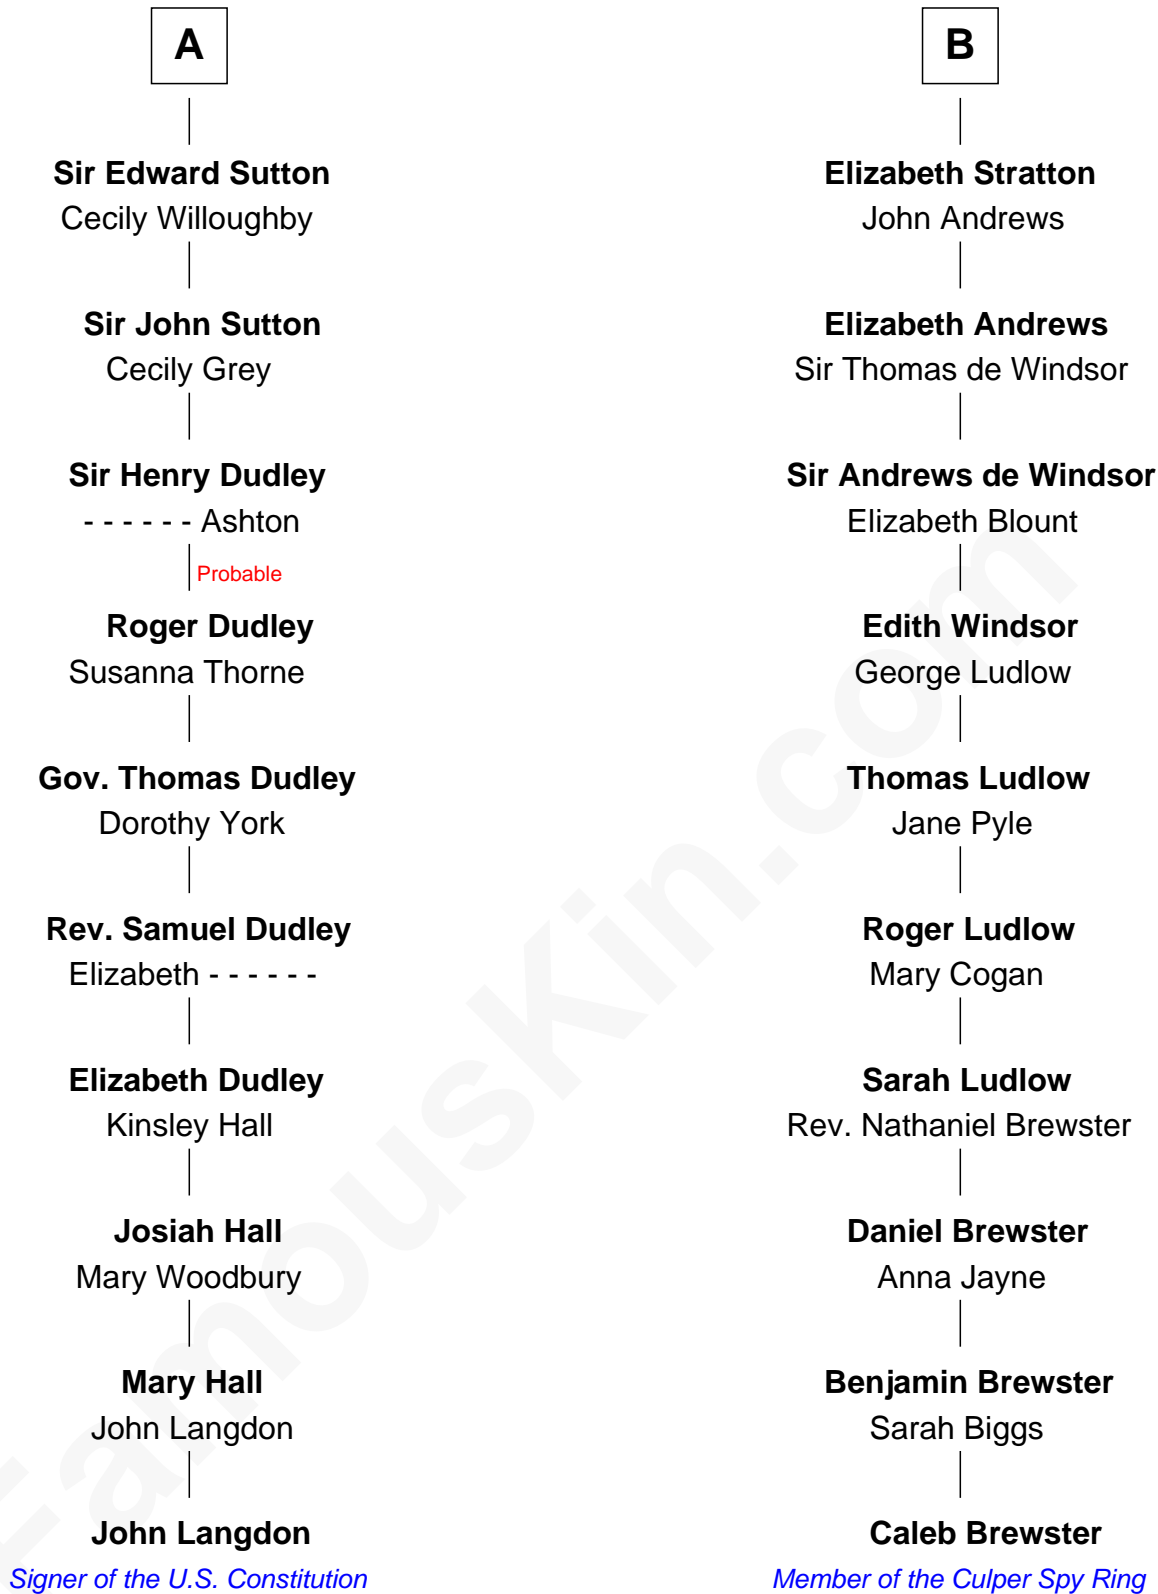 A
Sir Edward Sutton
Cecily Willoughby
Sir John Sutton
Cecily Grey
Sir Henry Dudley
- - - - - - Ashton
Probable
Roger Dudley
Susanna Thorne
Gov. Thomas Dudley
Dorothy York
Rev. Samuel Dudley
Elizabeth - - - - - -
Elizabeth Dudley
Kinsley Hall
Josiah Hall
Mary Woodbury
Mary Hall
John Langdon
John Langdon
Signer of the U.S. Constitution
B
Elizabeth Stratton
John Andrews
Elizabeth Andrews
Sir Thomas de Windsor
Sir Andrews de Windsor
Elizabeth Blount
Edith Windsor
George Ludlow
Thomas Ludlow
Jane Pyle
Roger Ludlow
Mary Cogan
Sarah Ludlow
Rev. Nathaniel Brewster
Daniel Brewster
Anna Jayne
Benjamin Brewster
Sarah Biggs
Caleb Brewster
Member of the Culper Spy Ring
FamousKin.com